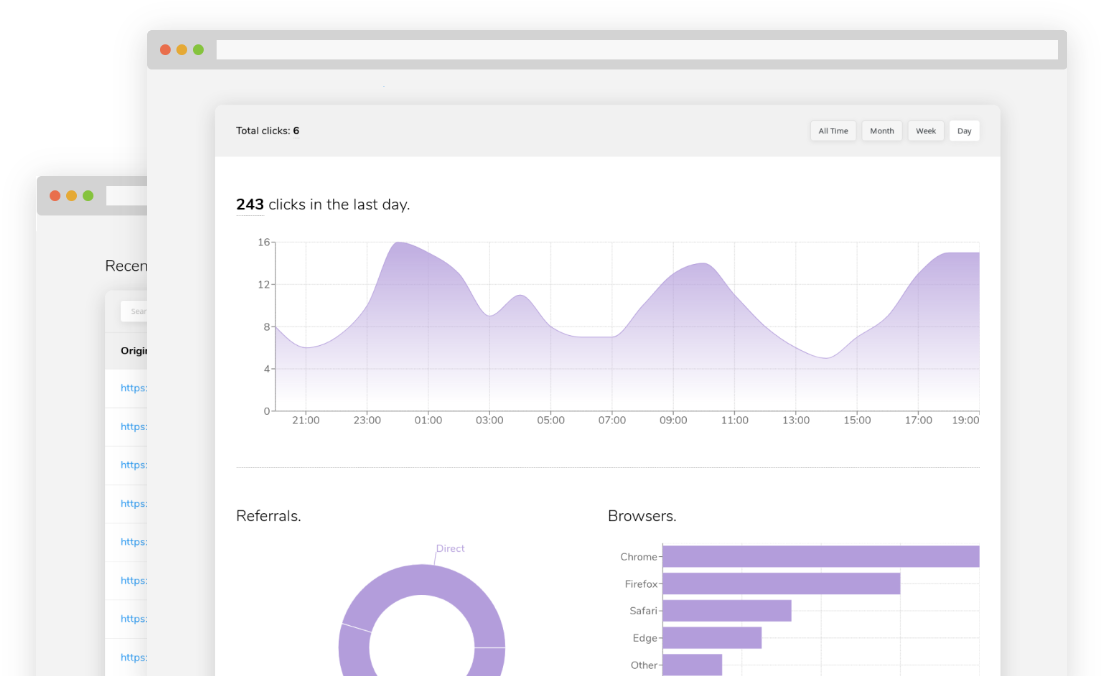 Total clicks: 6
All Time Month Week Day
243 clicks in the last day.
16
12
8
4
0
21:00 23:00 01:00 03:00 05:00 07:00 09:00 11:00 13:00 15:00 17:00 19:00
Referrals.
Direct
Browsers.
Chrome
Firefox
Safari
Edge
Other
Recen
Sear
Origin
https:
https:
https:
https:
https:
https:
https:
https: